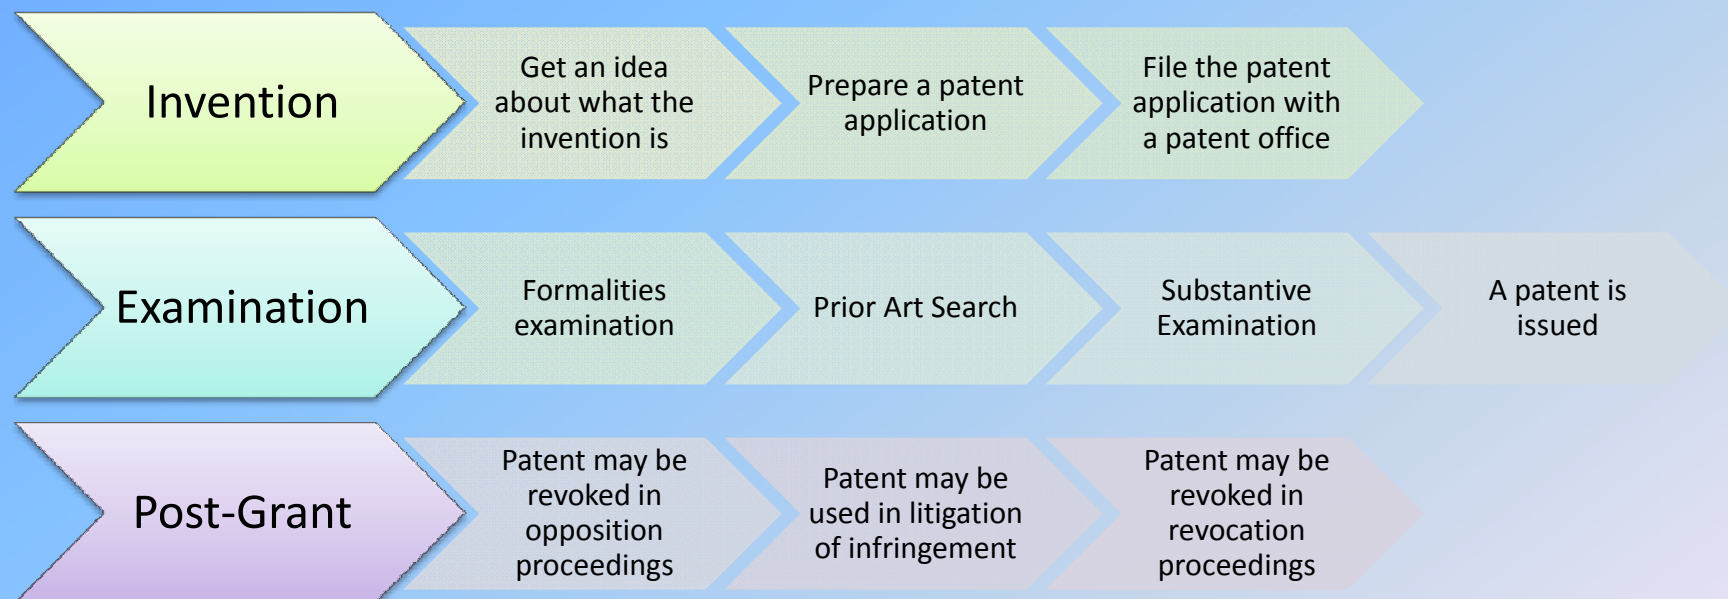 Invention
Get an idea
about what the
invention is
Prepare a patent
application
File the patent
application with
a patent office
Examination
Formalities
examination
Prior Art Search
Substantive
Examination
A patent is
issued
Post-Grant
Patent may be
revoked in
opposition
proceedings
Patent may be
used in litigation
of infringement
Patent may be
revoked in
revocation
proceedings